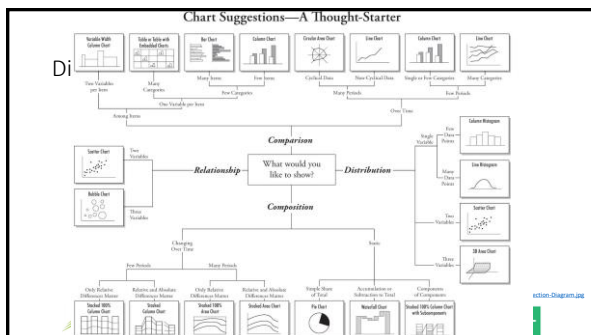 Chart Suggestions—A Thought-Starter
Di
Variable Width
Column Chart
Table or Table with
Embedded Charts
Bar Chart
Column Chart
Circular Area Chart
Line Chart
Column Chart
Line Chart
Two Variables
per Item
Many
Categories
Many Items
Few Items
Cyclical Data
Non-Cyclical Data
Single or Few Categories
Many Categories
Few Categories
Many Periods
Few Periods
One Variable per Item
Among Items
Over Time
Comparison
What would you
like to show?
Relationship
Distribution
Composition
Scatter Chart
Two
Variables
Bubble Chart
Three
Variables
Single
Variable
Few
Data
Points
Column Histogram
Many
Data
Points
Line Histogram
Two
Variables
Scatter Chart
Three
Variables
3D Area Chart
Changing
Over Time
Static
Few Periods
Many Periods
Only Relative
Differences Matter
Relative and Absolute
Differences Matter
Only Relative
Differences Matter
Relative and Absolute
Differences Matter
Simple Share
of Total
Accumulation or
Subtraction to Total
Components
of Components
Stacked 100%
Column Chart
Stacked
Column Chart
Stacked 100%
Area Chart
Stacked Area Chart
Pie Chart
Waterfall Chart
Stacked 100% Column Chart
with Subcomponents
ection-Diagram.jpg